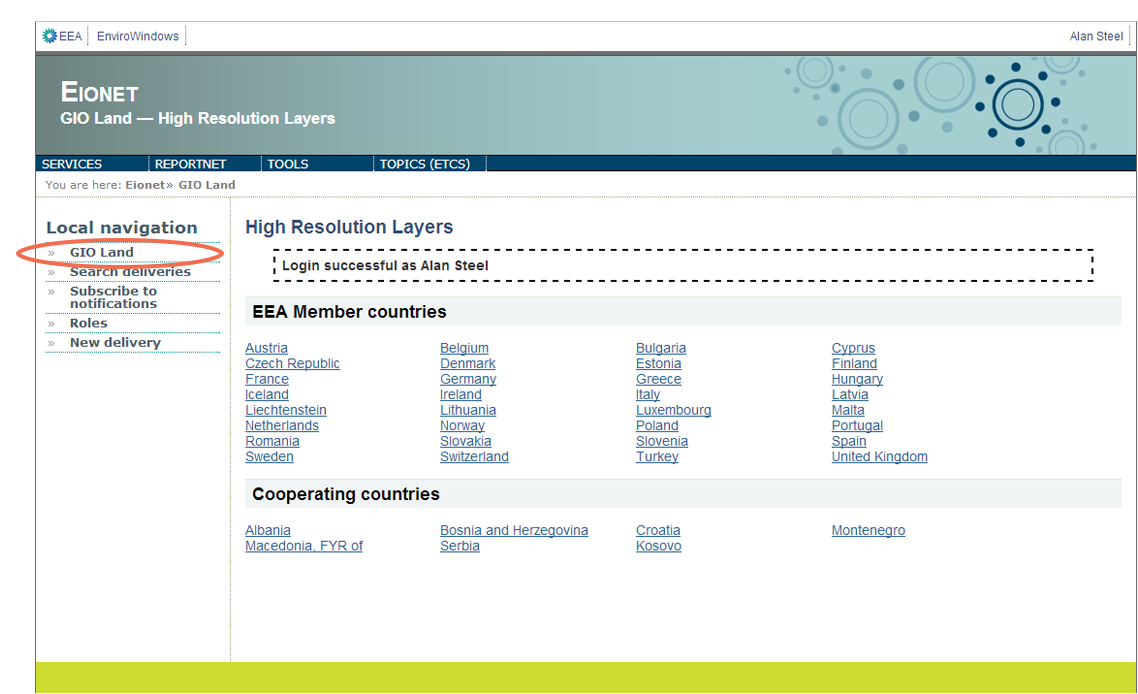 EEA EnviroWindows Alan Steel
EIONET
GIO Land — High Resolution Layers
SERVICES REPORTNET TOOLS TOPICS (ETCS)
You are here: Eionet» GIO Land
Local navigation
» GIO Land
» Search deliveries
» Subscribe to
notifications
» Roles
» New delivery
High Resolution Layers
Login successful as Alan Steel
EEA Member countries
Austria Belgium Bulgaria Cyprus
Czech Republic Denmark Estonia Finland
France Germany Greece Hungary
Iceland Ireland Italy Latvia
Liechtenstein Lithuania Luxembourg Malta
Netherlands Norway Poland Portugal
Romania Slovakia Slovenia Spain
Sweden Switzerland Turkey United Kingdom
Cooperating countries
Albania Bosnia and Herzegovina Croatia Montenegro
Macedonia, FYR of Serbia Kosovo